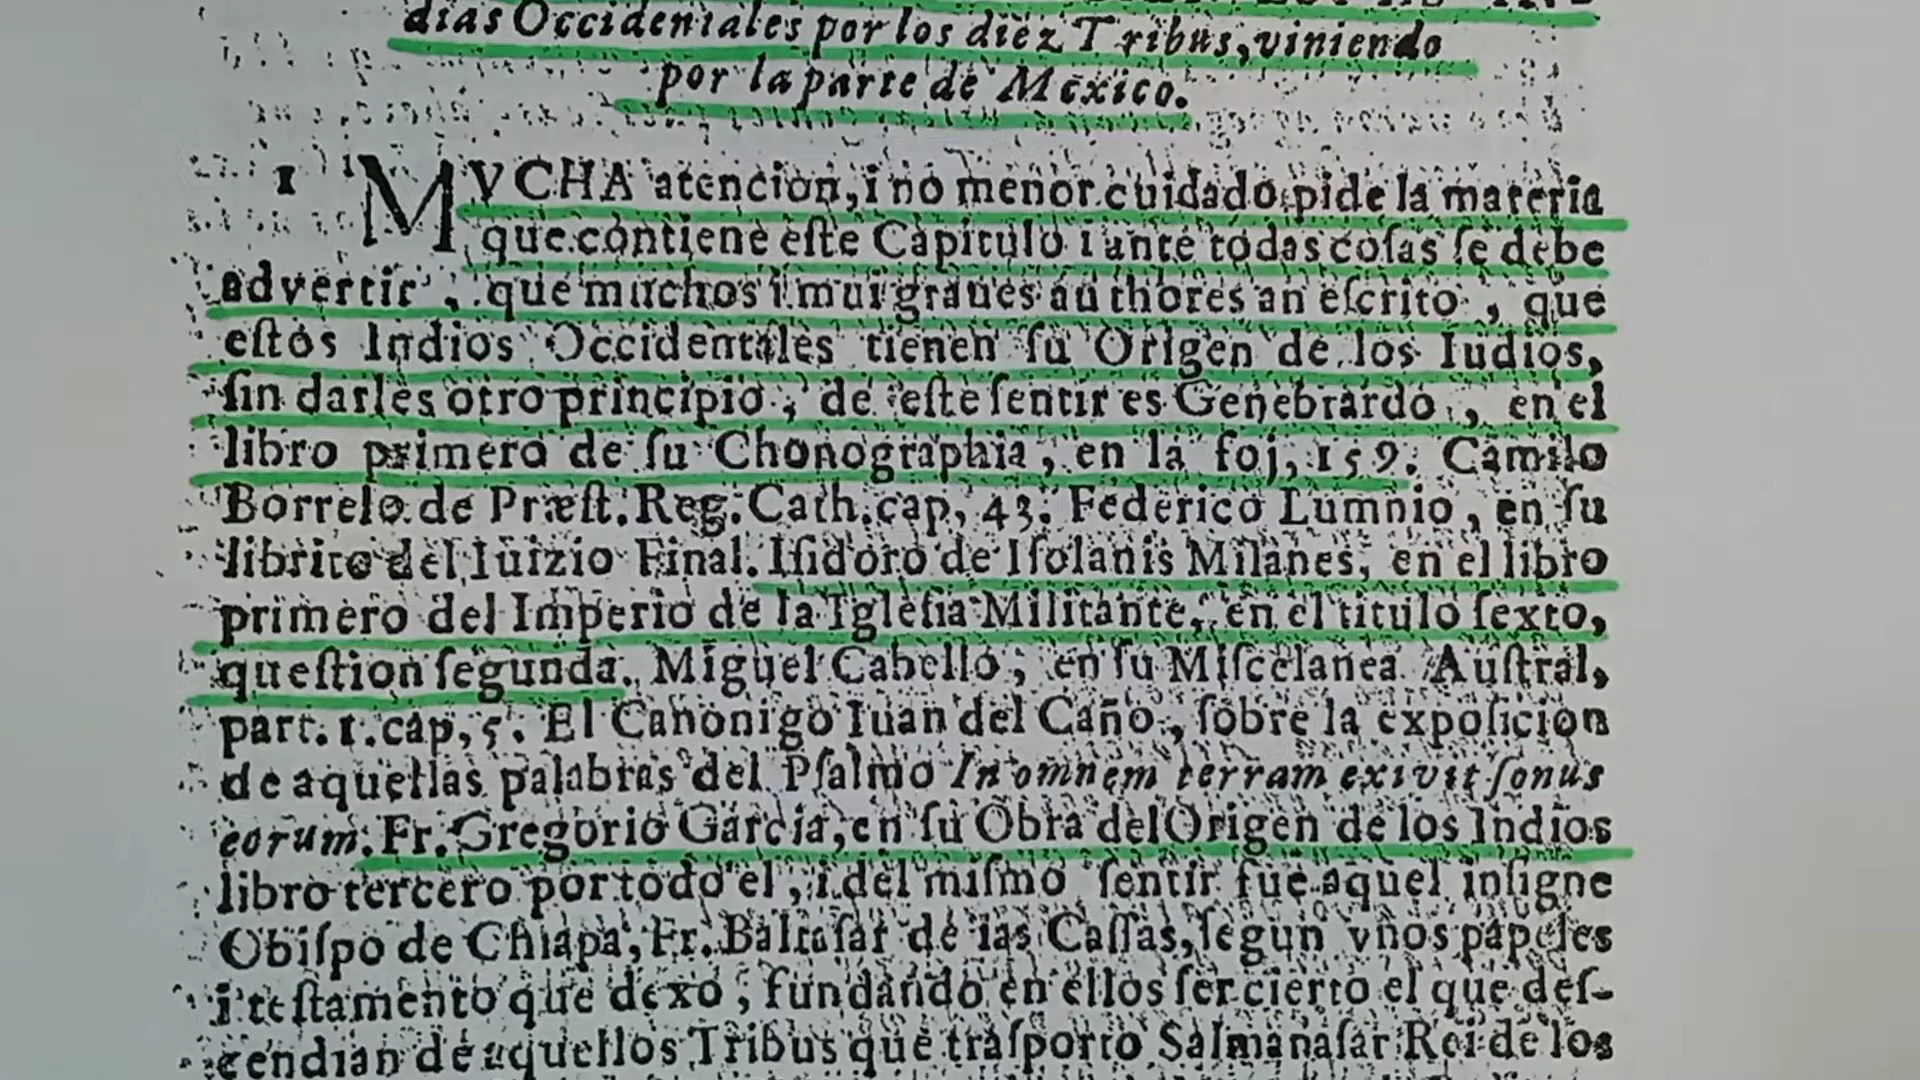 dias Occidentales por los diez Tribus, viniendo
por la parte de Mexico.
1 MVCHA atencion, i no menor cuidado pide la materia
que contiene este Capitulo i ante todas cosas se debe
advertir, que muchos i mui graues authores an escrito, que
estos Indios Occidentales tienen su Origen de los Iudios,
sin darles otro principio, de este sentir es Genebrardo, en el
libro primero de su Chonographia, en la foj, 159. Camilo
Borrelo de Præst. Reg. Cath. cap, 43. Federico Lumnio, en su
librito del Iuizio Final. Isidoro de Isolanis Milanes, en el libro
primero del Imperio de la Iglesia Militante, en el titulo sexto,
question segunda. Miguel Cabello, en su Miscelanea Austral,
part. 1. cap, 5. El Canonigo Iuan del Caño, sobre la exposicion
de aquellas palabras del Psalmo In omnem terram exivit sonus
eorum. Fr. Gregorio Garcia, en su Obra del Origen de los Indios
libro tercero por todo el, i del mismo sentir fue aquel insigne
Obispo de Chiapa, Fr. Baltasar de las Cassas, segun vnos papeles
i testamento que dexo, fundando en ellos ser cierto el que des-
cendian de aquellos Tribus que trasporto Salmanasar Rei de los